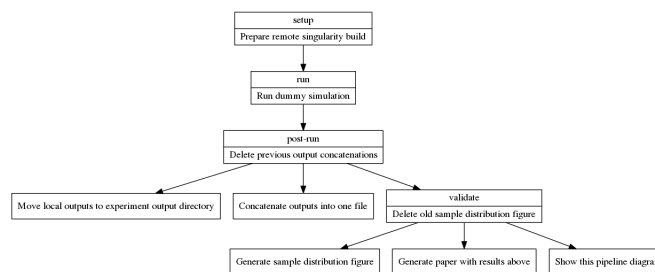 setup
Prepare remote singularity build
run
Run dummy simulation
post-run
Delete previous output concatenations
Move local outputs to experiment output directory
Concatenate outputs into one file
validate
Delete old sample distribution figure
Generate sample distribution figure
Generate paper with results above
Show this pipeline diagram